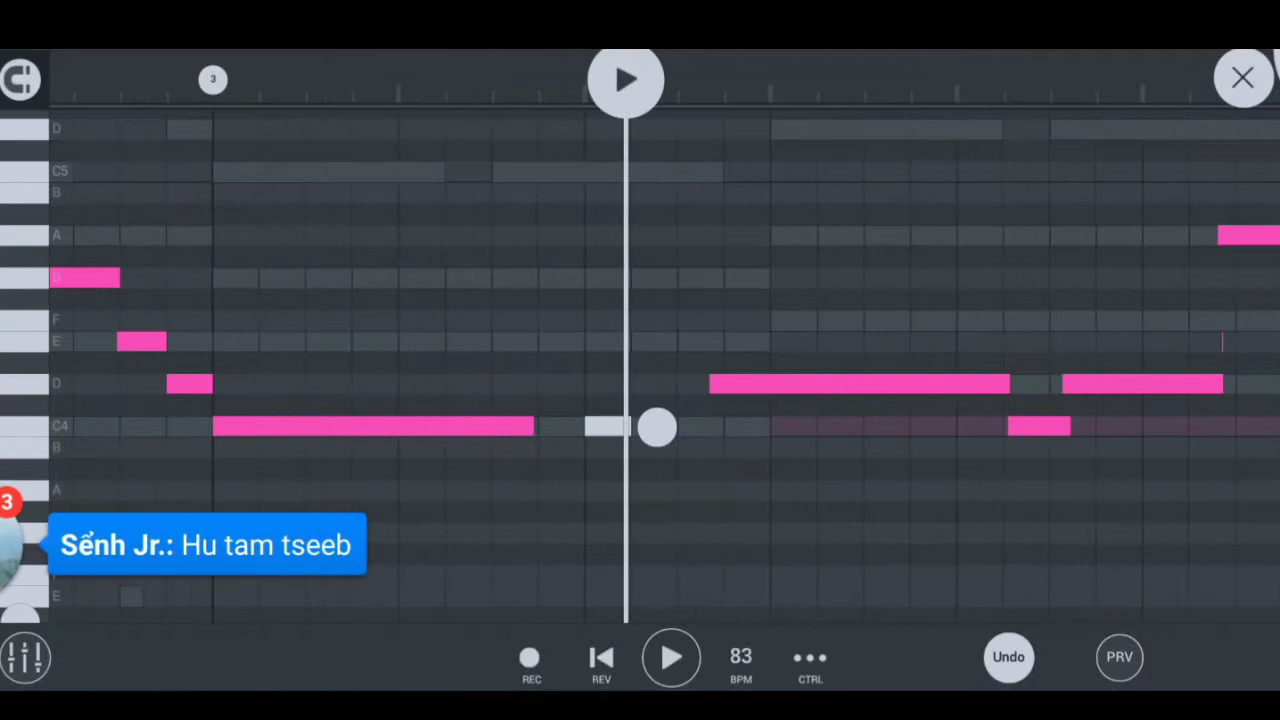 3
D
C5
B
A
G
F
E
D
C4
B
A
3
Sểnh Jr.: Hu tam tseeb
E
REC
REV
83
BPM
CTRL
Undo
PRV